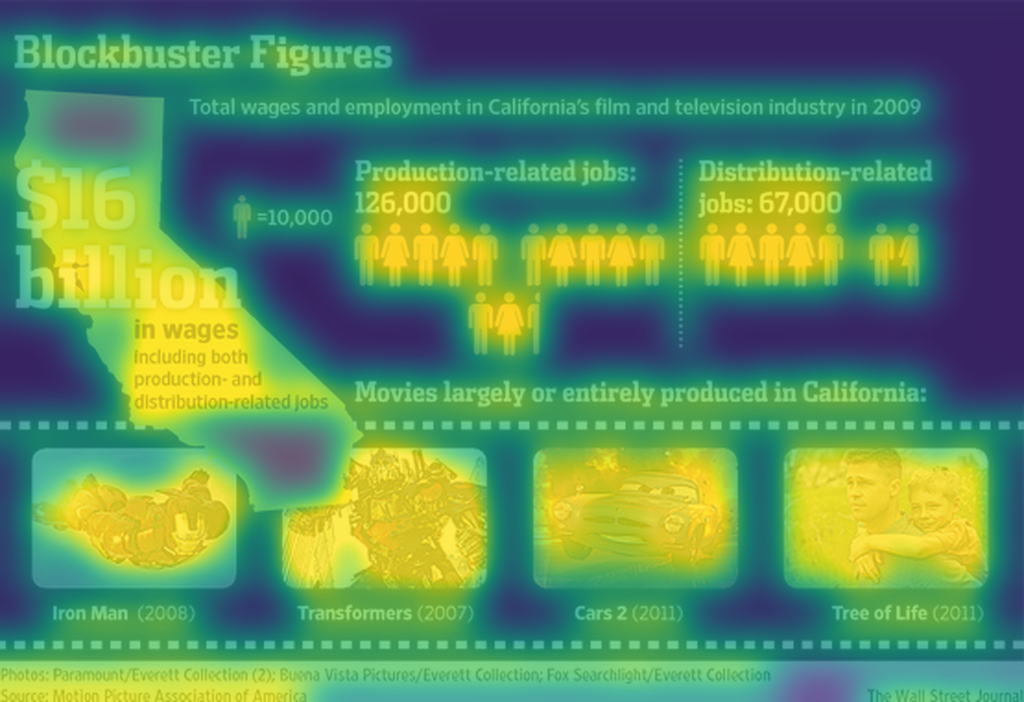 Blockbuster Figures
Total wages and employment in California's film and television industry in 2009
$16
billion
in wages
including both
production- and
distribution-related jobs
=10,000
Production-related jobs:
126,000
Distribution-related
jobs: 67,000
Movies largely or entirely produced in California:
Iron Man (2008)
Transformers (2007)
Cars 2 (2011)
Tree of Life (2011)
Photos: Paramount/Everett Collection (2); Buena Vista Pictures/Everett Collection; Fox Searchlight/Everett Collection
Source: Motion Picture Association of America
The Wall Street Journal